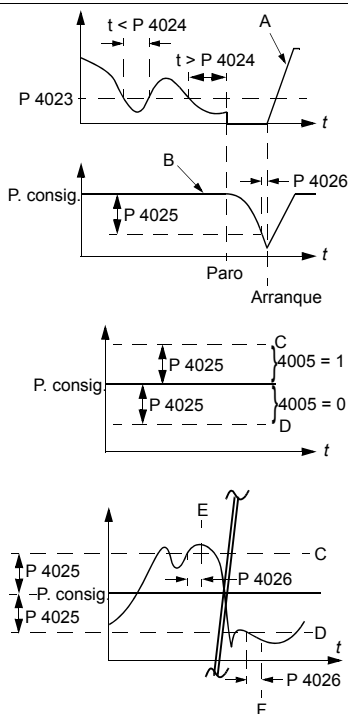 t < P 4024
t > P 4024
A
P 4023
t
B
P 4026
P. consig.
P 4025
t
Paro
Arranque
C
P 4025
4005 = 1
P. consig.
P 4025
4005 = 0
D
t
E
C
P 4025
P 4026
P. consig.
P 4025
D
t
P 4026
F